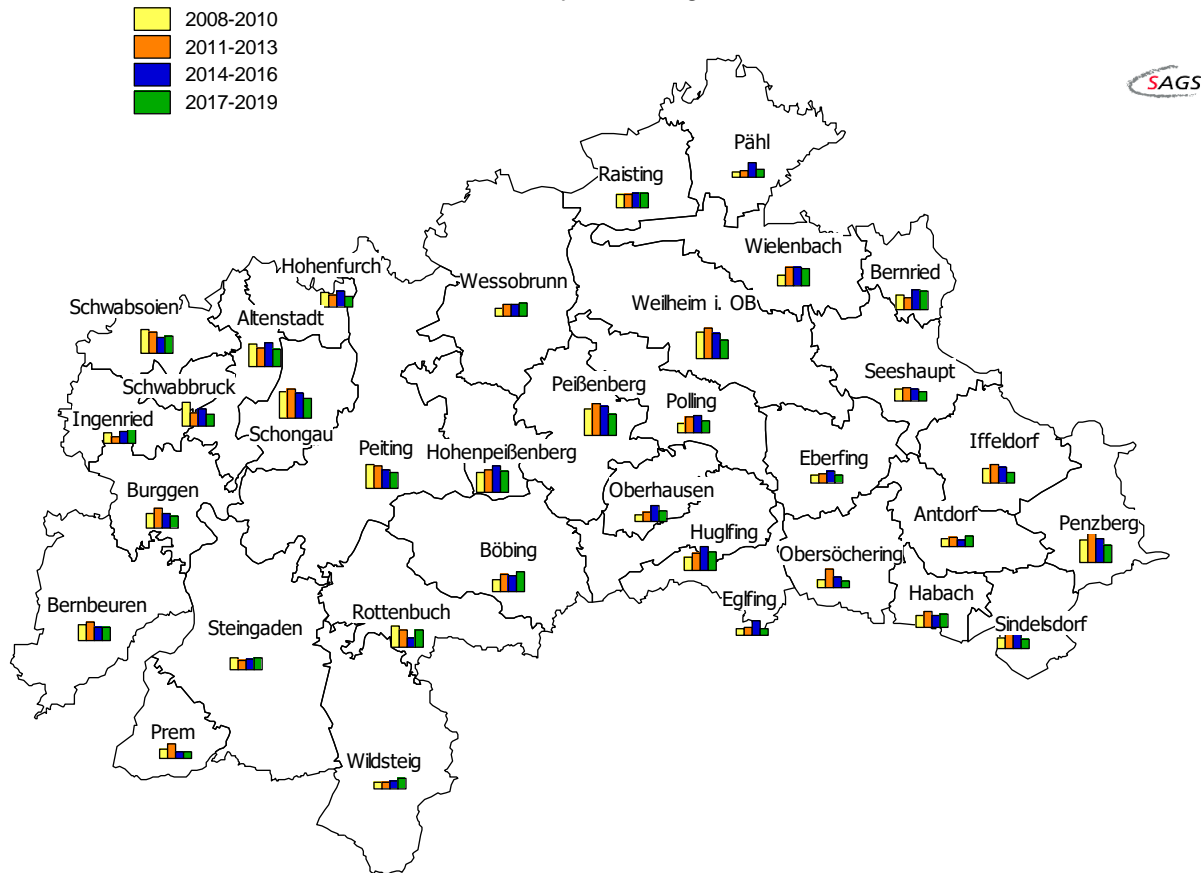 2008-2010
2011-2013
2014-2016
2017-2019
SAGS
Pähl
Raisting
Wielenbach
Bernried
Hohenfurch
Wessobrunn
Weilheim i. OB
Schwabsoien
Altenstadt
Seeshaupt
Schwabbruck
Peißenberg
Polling
Ingenried
Schongau
Peiting
Hohenpeißenberg
Eberfing
Iffeldorf
Burggen
Oberhausen
Antdorf
Penzberg
Huglfing
Böbing
Obersöchering
Habach
Eglfing
Bernbeuren
Rottenbuch
Steingaden
Sindelsdorf
Prem
Wildsteig